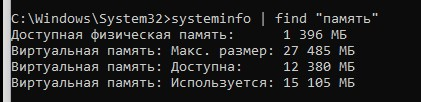 C:\Windows\System32>systeminfo | find "память"
Доступная физическая память: 1 396 МБ
Виртуальная память: Макс. размер: 27 485 МБ
Виртуальная память: Доступна: 12 380 МБ
Виртуальная память: Используется: 15 105 МБ